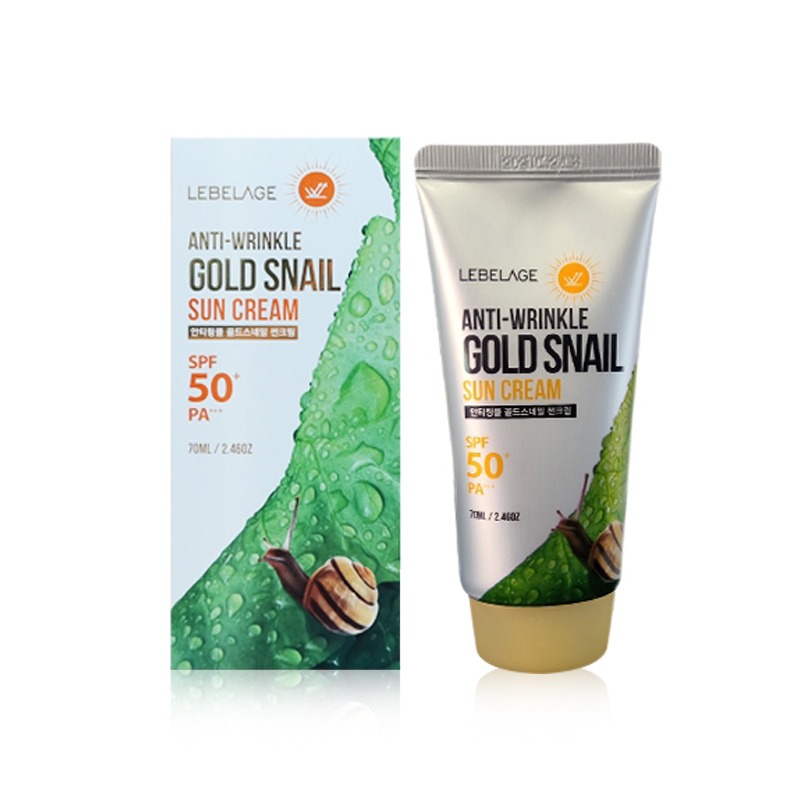 LEBELAGE
ANTI-WRINKLE
GOLD SNAIL
SUN CREAM
안티링클 골드스네일 썬크림
SPF
50+
PA+++
70ML / 2.46OZ
LEBELAGE
ANTI-WRINKLE
GOLD SNAIL
SUN CREAM
안티링클 골드스네일 썬크림
SPF
50+
PA+++
70ML / 2.46OZ